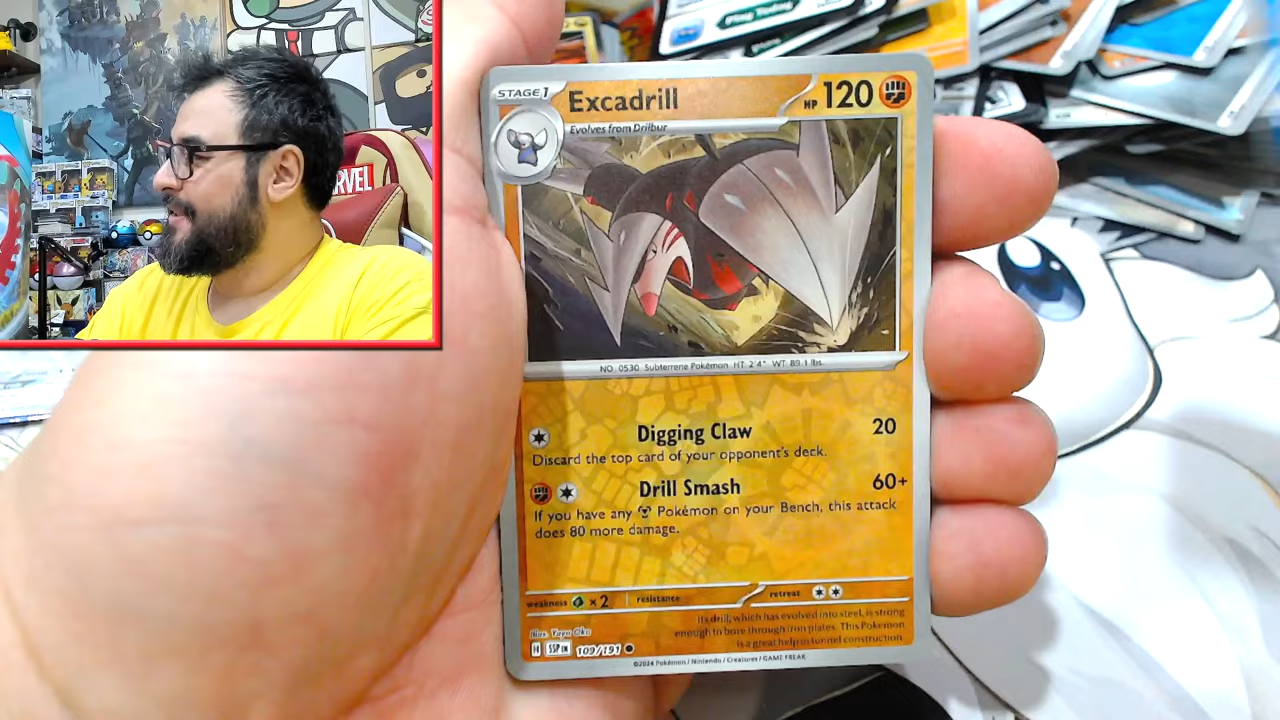 Play Testing
MARVEL
STAGE 1
Excadrill
HP 120
Evolves from Drilbur
NO 0530 Subterrene Pokémon HT 2'4" WT 89.1 lbs.
Digging Claw 20
Discard the top card of your opponent's deck.
Drill Smash 60+
If you have any Pokémon on your Bench, this attack
does 80 more damage.
weakness ×2 resistance retreat
Its drill, which has evolved into steel, is strong
enough to bore through iron plates. This Pokémon
is a great help in tunnel construction.
Illus. Yuya Oka
H SSP EN 109/191
©2024 Pokémon / Nintendo / Creatures / GAME FREAK